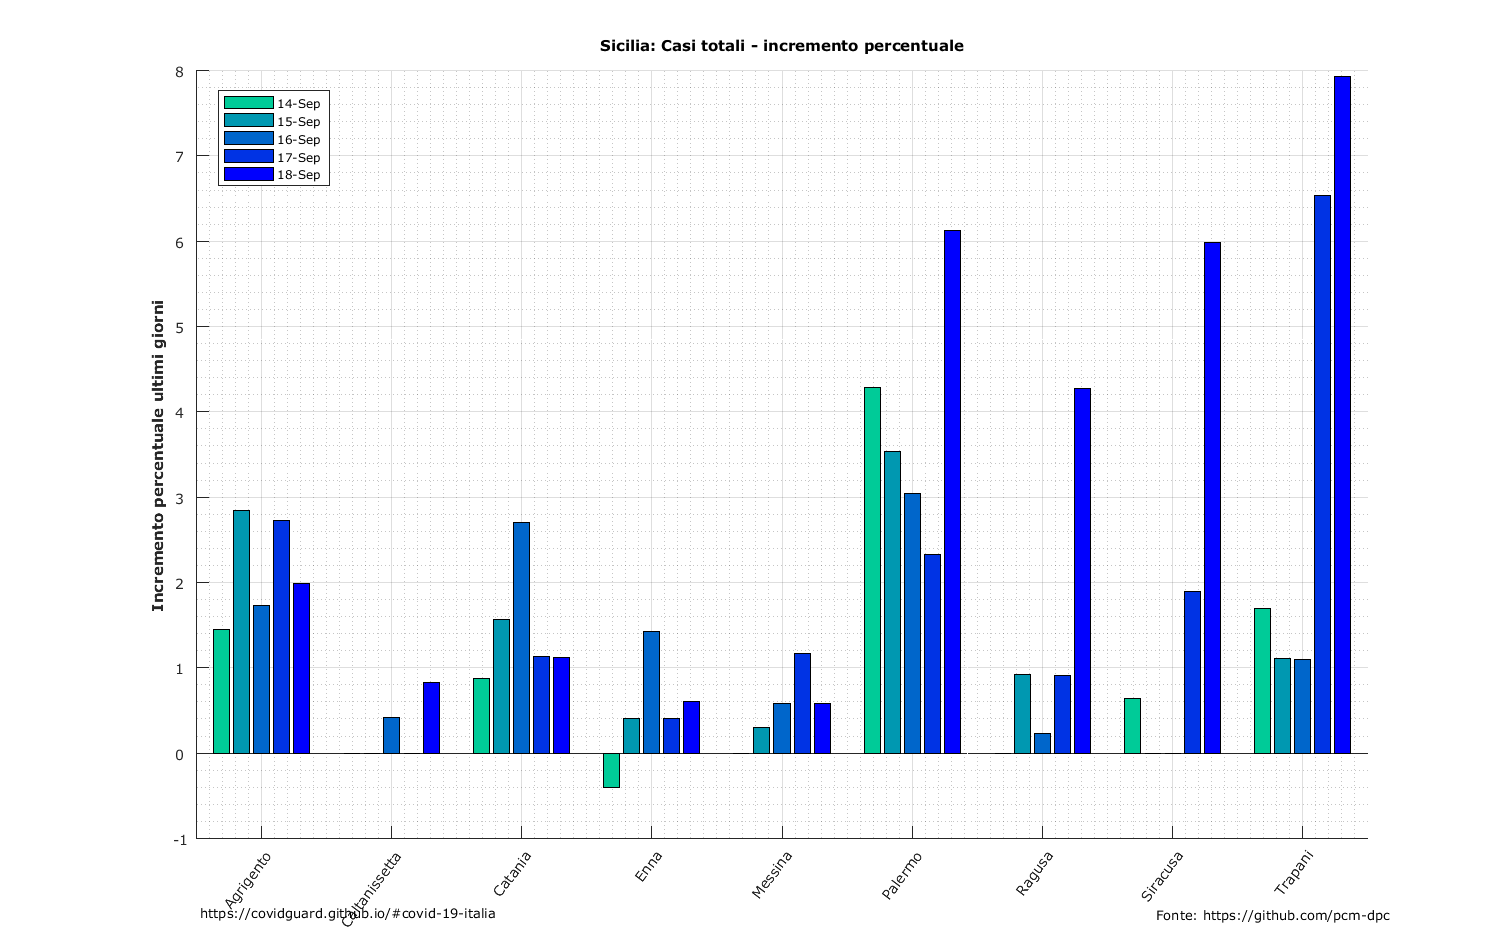 Sicilia: Casi totali - incremento percentuale
8
7
6
5
4
3
2
1
0
-1
Incremento percentuale ultimi giorni
14-Sep
15-Sep
16-Sep
17-Sep
18-Sep
Agrigento
Caltanissetta
Catania
Enna
Messina
Palermo
Ragusa
Siracusa
Trapani
https://covidguard.github.io/#covid-19-italia
Fonte: https://github.com/pcm-dpc